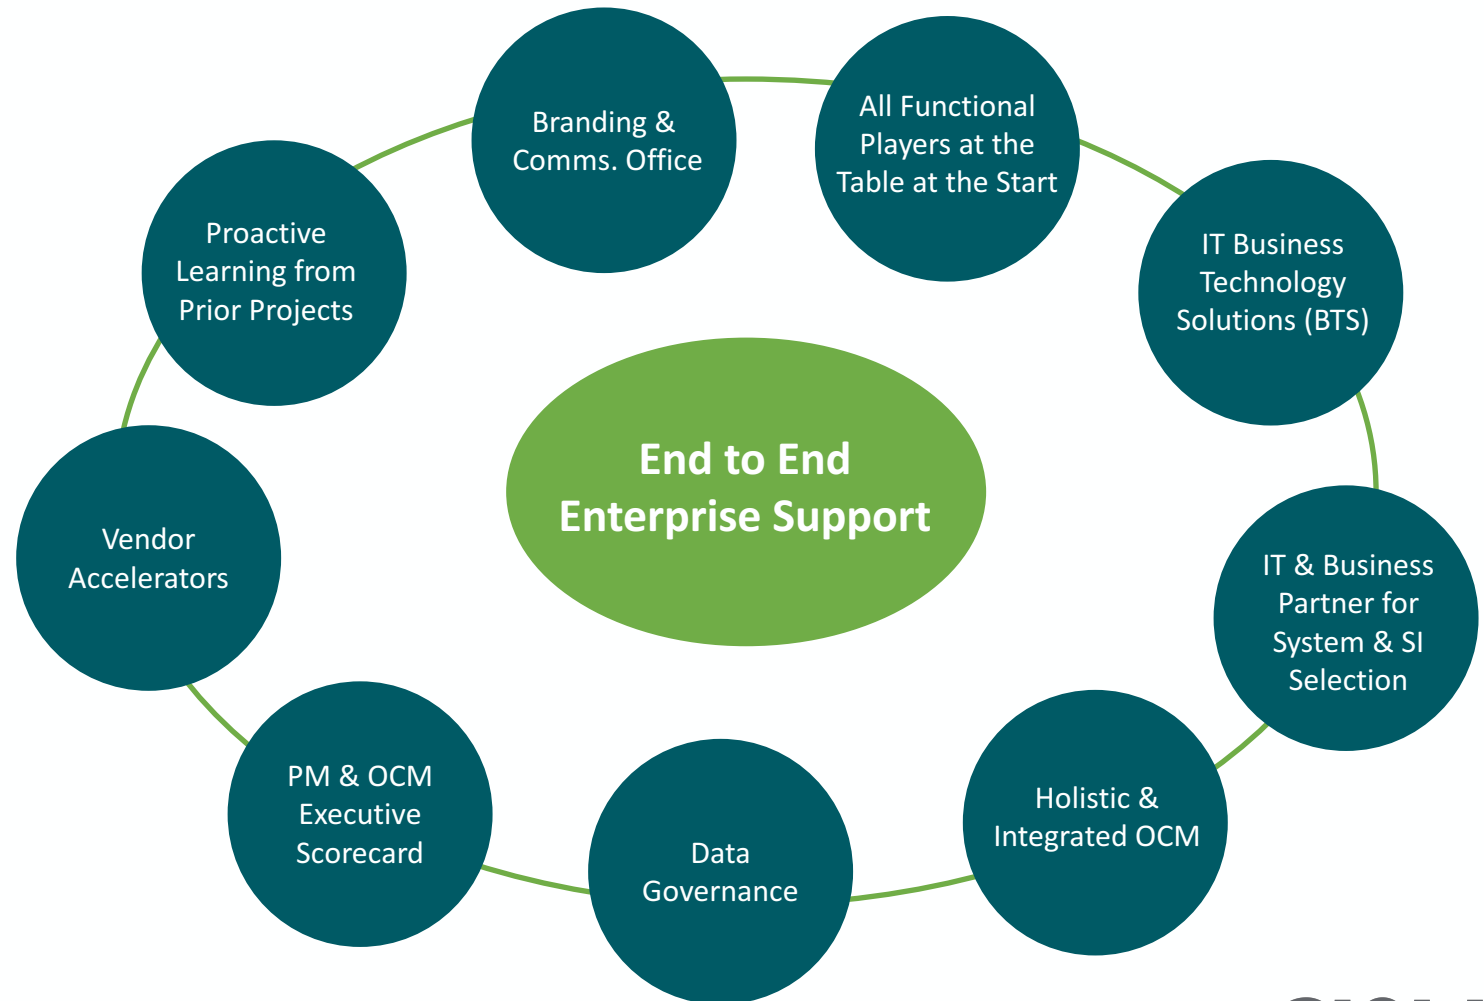 Branding &
Comms. Office
All Functional
Players at the
Table at the Start
IT Business
Technology
Solutions (BTS)
IT & Business
Partner for
System & SI
Selection
Holistic &
Integrated OCM
Data
Governance
PM & OCM
Executive
Scorecard
Vendor
Accelerators
Proactive
Learning from
Prior Projects
End to End
Enterprise Support